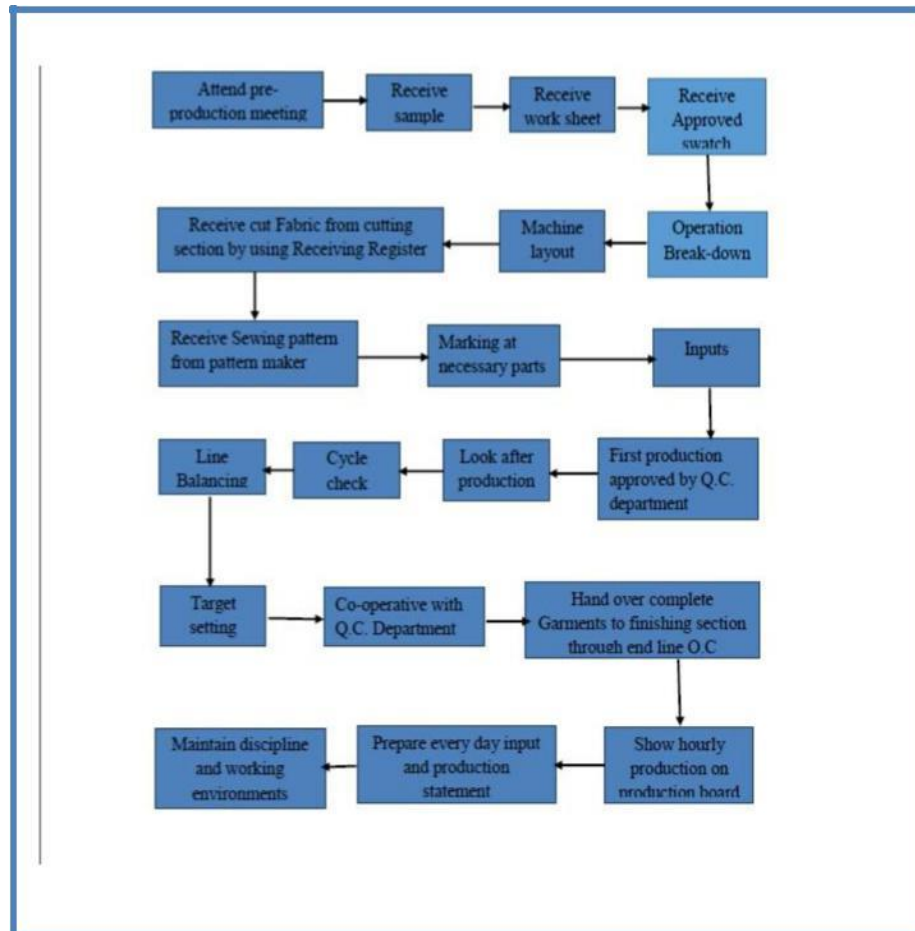 Attend pre-
production meeting
Receive
sample
Receive
work sheet
Receive
Approved
swatch
Operation
Break-down
Machine
layout
Receive cut Fabric from cutting
section by using Receiving Register
Receive Sewing pattern
from pattern maker
Marking at
necessary parts
Inputs
First production
approved by Q.C.
department
Look after
production
Cycle
check
Line
Balancing
Target
setting
Co-operative with
Q.C. Department
Hand over complete
Garments to finishing section
through end line Q.C
Show hourly
production on
production board
Prepare every day input
and production
statement
Maintain discipline
and working
environments